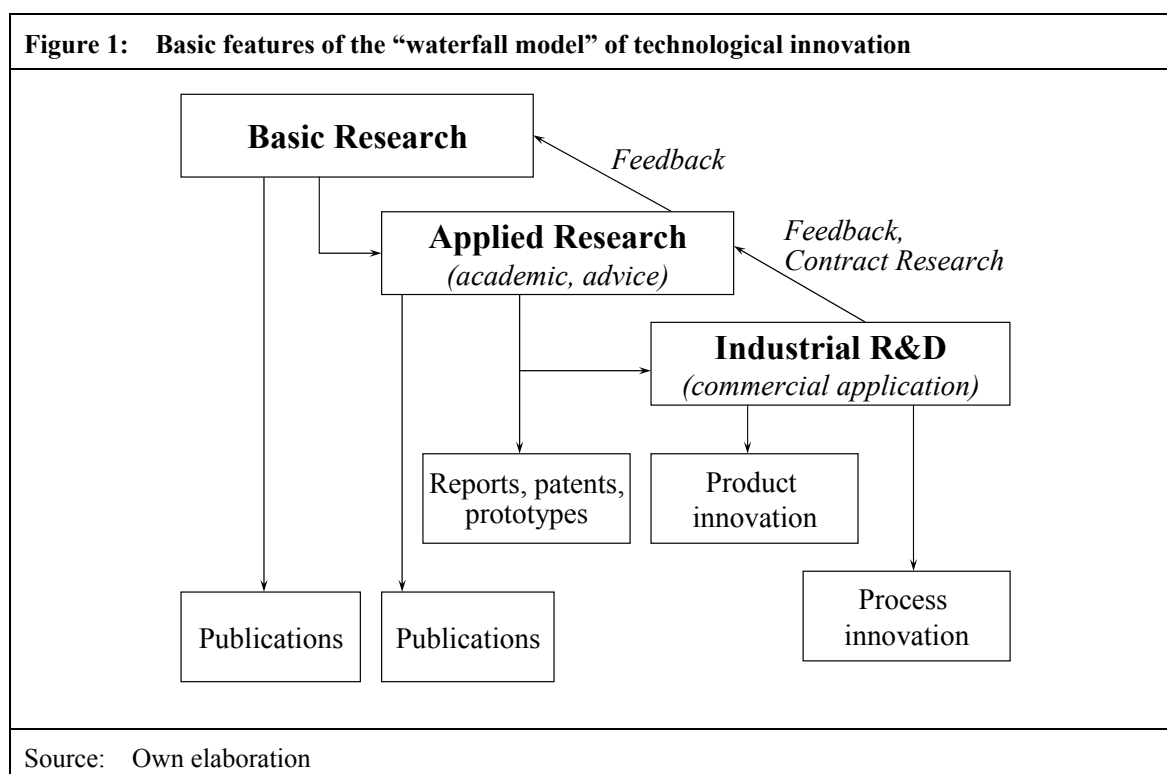 Figure 1: Basic features of the “waterfall model” of technological innovation
Basic Research
Feedback
Applied Research
(academic, advice)
Feedback,
Contract Research
Industrial R&D
(commercial application)
Reports, patents,
prototypes
Product
innovation
Publications
Publications
Process
innovation
Source: Own elaboration